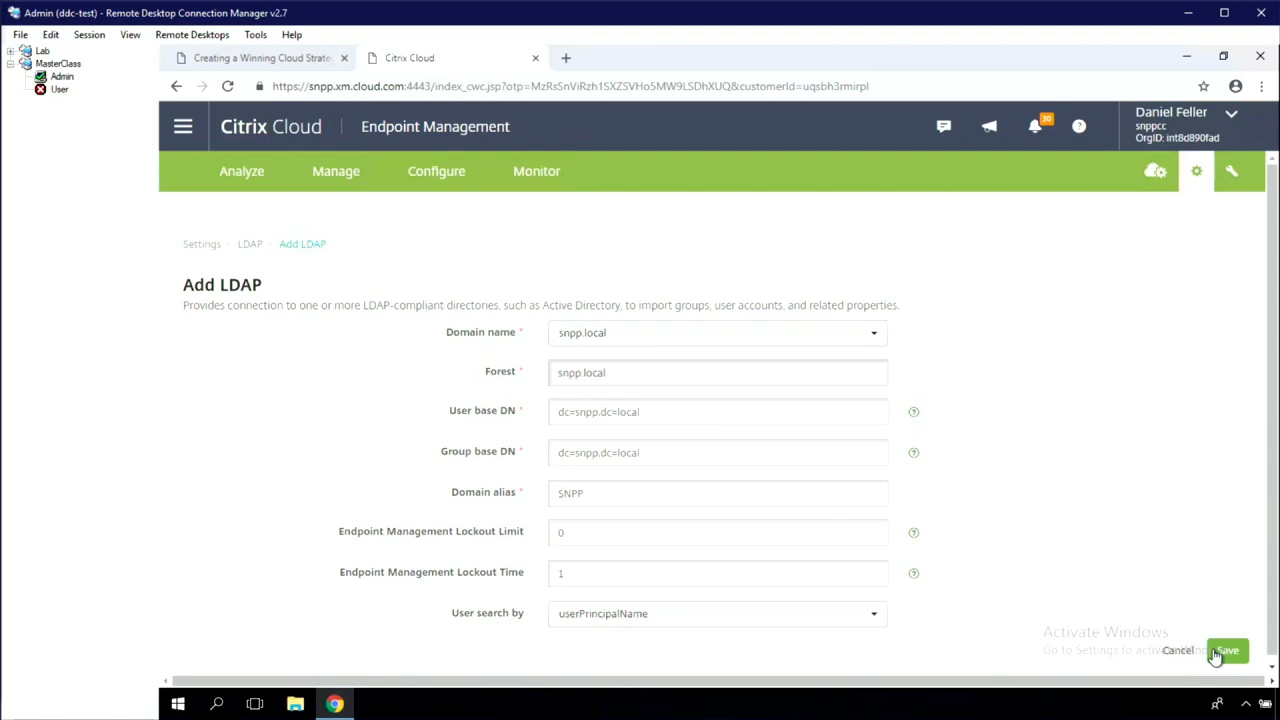 Admin (ddc-test) - Remote Desktop Connection Manager v2.7
File Edit Session View Remote Desktops Tools Help
Lab
MasterClass
Admin
User
Creating a Winning Cloud Strate
Citrix Cloud
https://snpp.xm.cloud.com:4443/index_cwc.jsp?otp=MzRsSnViRzh1SXZSVHo5MW9LSDhXUQ&customerId=uqsbh3rmirpl
Citrix Cloud
Endpoint Management
30
Daniel Feller
snppcc
OrgID: int8d890fad
Analyze Manage Configure Monitor
Settings > LDAP > Add LDAP
Add LDAP
Provides connection to one or more LDAP-compliant directories, such as Active Directory, to import groups, user accounts, and related properties.
Domain name * snpp.local
Forest * snpp.local
User base DN * dc=snpp,dc=local
Group base DN * dc=snpp,dc=local
Domain alias * SNPP
Endpoint Management Lockout Limit 0
Endpoint Management Lockout Time 1
User search by userPrincipalName
Activate Windows
Go to Settings to
Cancel Save